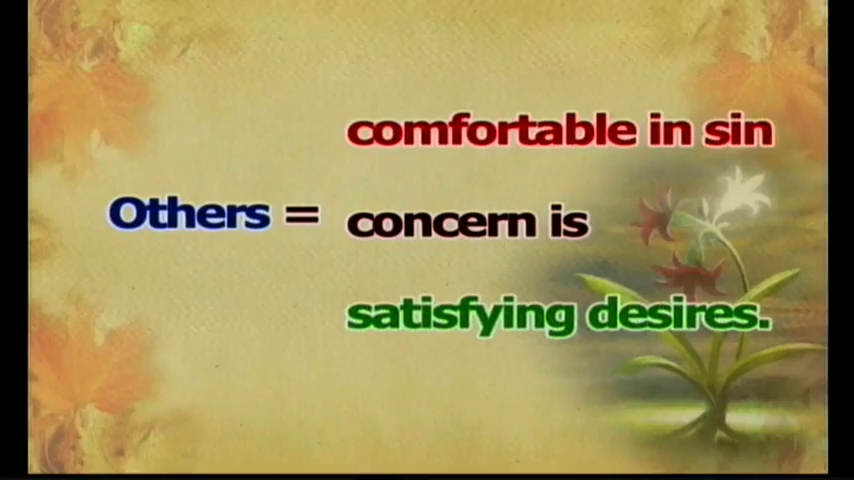 comfortable in sin
Others = concern is
satisfying desires.